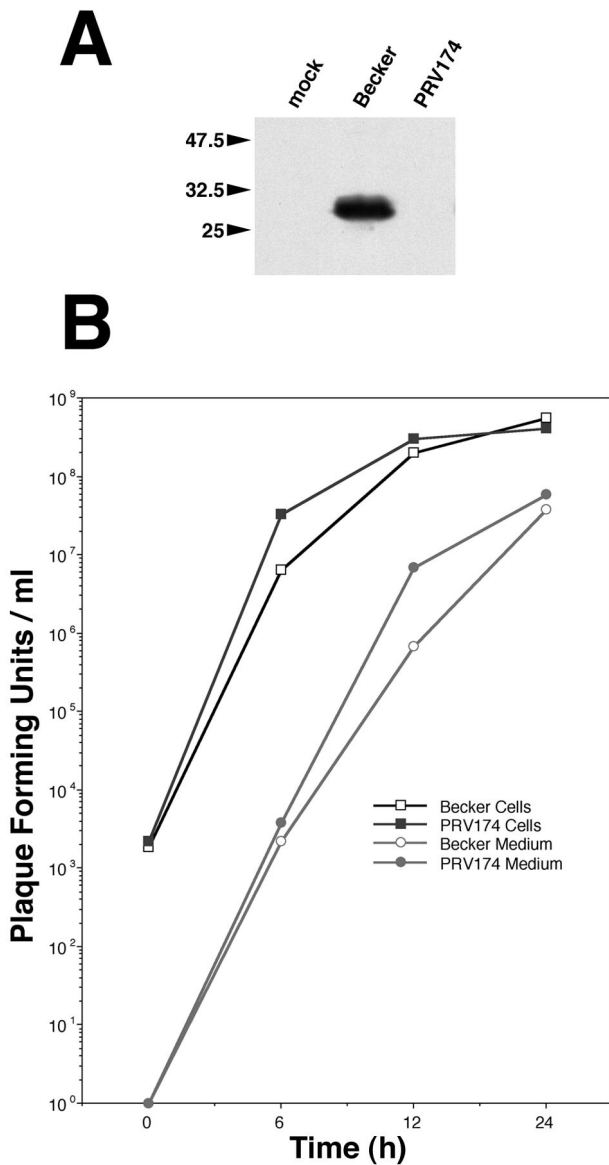 A
mock Becker PRV174
47.5
32.5
25
B
10^9
10^8
10^7
10^6
10^5
10^4
10^3
10^2
10^1
10^0
Plaque Forming Units / ml
Becker Cells
PRV174 Cells
Becker Medium
PRV174 Medium
0 6 12 24
Time (h)